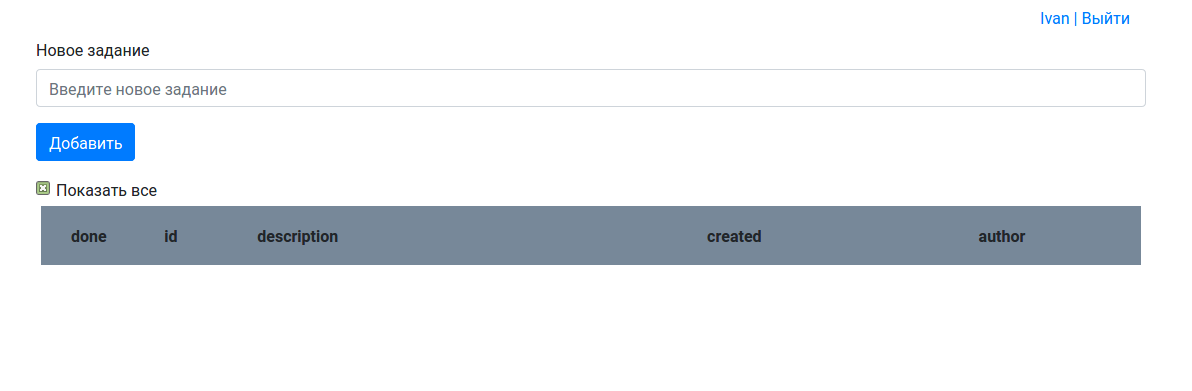 Ivan | Выйти
Новое задание
Введите новое задание
Добавить
Показать все
done id description created author